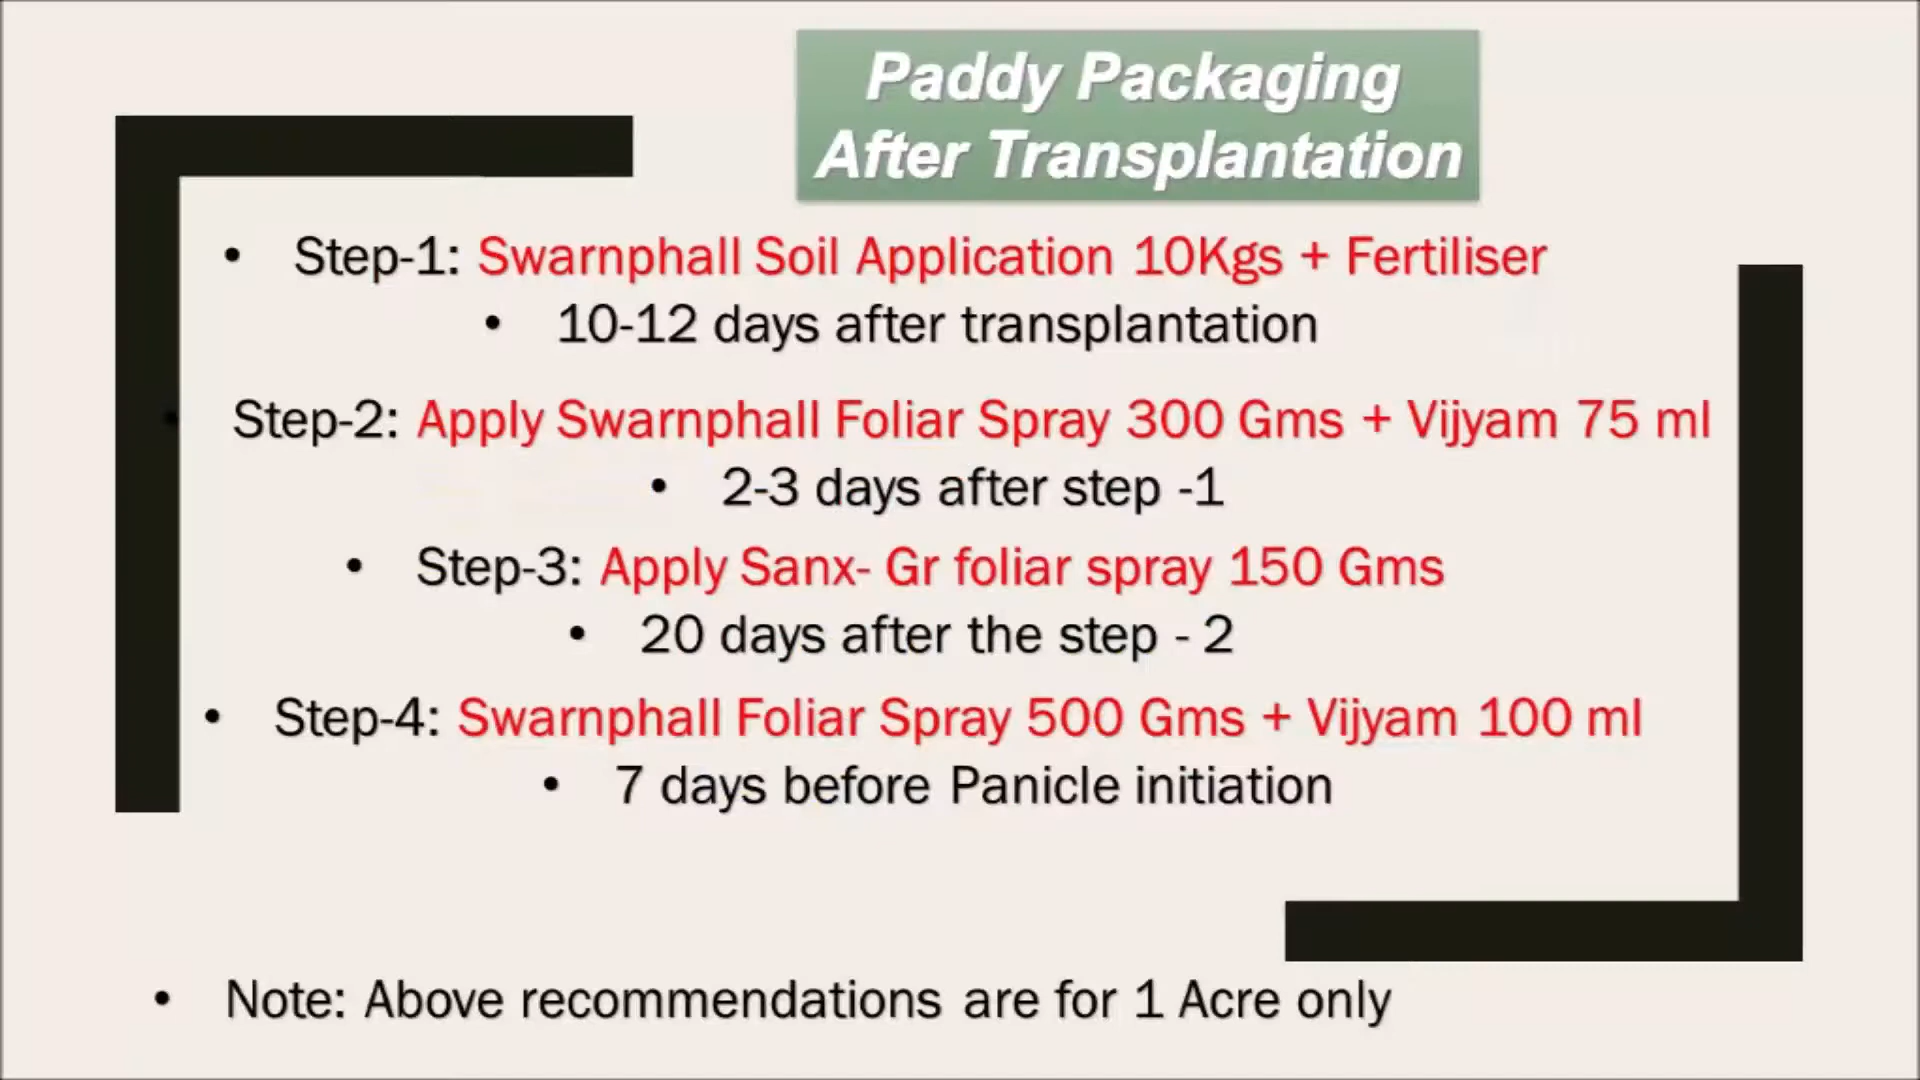 Paddy Packaging
After Transplantation
• Step-1: Swarnphall Soil Application 10Kgs + Fertiliser
• 10-12 days after transplantation
• Step-2: Apply Swarnphall Foliar Spray 300 Gms + Vijyam 75 ml
• 2-3 days after step -1
• Step-3: Apply Sanx- Gr foliar spray 150 Gms
• 20 days after the step - 2
• Step-4: Swarnphall Foliar Spray 500 Gms + Vijyam 100 ml
• 7 days before Panicle initiation
• Note: Above recommendations are for 1 Acre only